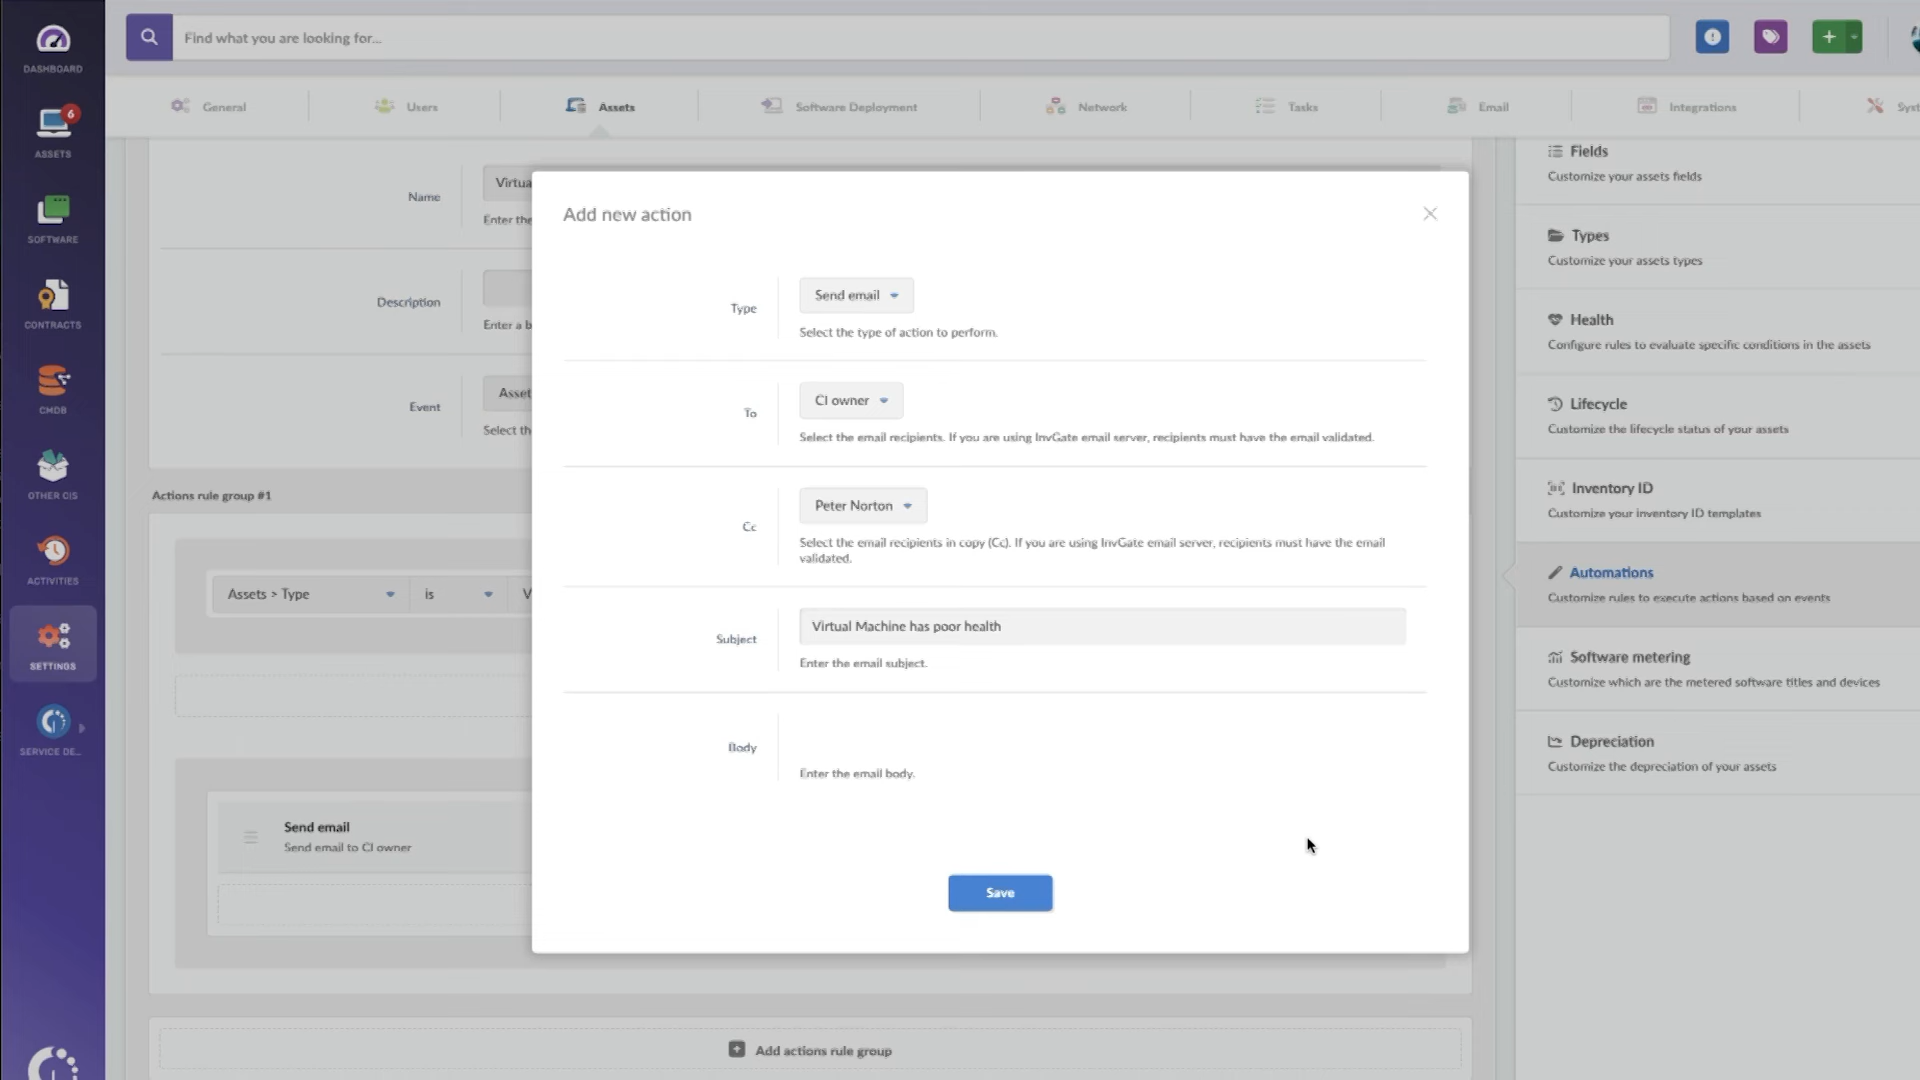 Find what you are looking for...
DASHBOARD
6
ASSETS
SOFTWARE
CONTRACTS
CMDB
OTHER CIS
ACTIVITIES
SETTINGS
SERVICE DE...
General
Users
Assets
Software Deployment
Network
Tasks
Email
Integrations
Syst
Name
Virtua
Enter the
Description
Enter a b
Event
Asset
Select th
Actions rule group #1
Assets > Type
is
V
Send email
Send email to CI owner
Add actions rule group
Add new action
Type
Send email
Select the type of action to perform.
To
CI owner
Select the email recipients. If you are using InvGate email server, recipients must have the email validated.
Cc
Peter Norton
Select the email recipients in copy (Cc). If you are using InvGate email server, recipients must have the email
validated.
Subject
Virtual Machine has poor health
Enter the email subject.
Body
Enter the email body.
Save
Fields
Customize your assets fields
Types
Customize your assets types
Health
Configure rules to evaluate specific conditions in the assets
Lifecycle
Customize the lifecycle status of your assets
Inventory ID
Customize your inventory ID templates
Automations
Customize rules to execute actions based on events
Software metering
Customize which are the metered software titles and devices
Depreciation
Customize the depreciation of your assets